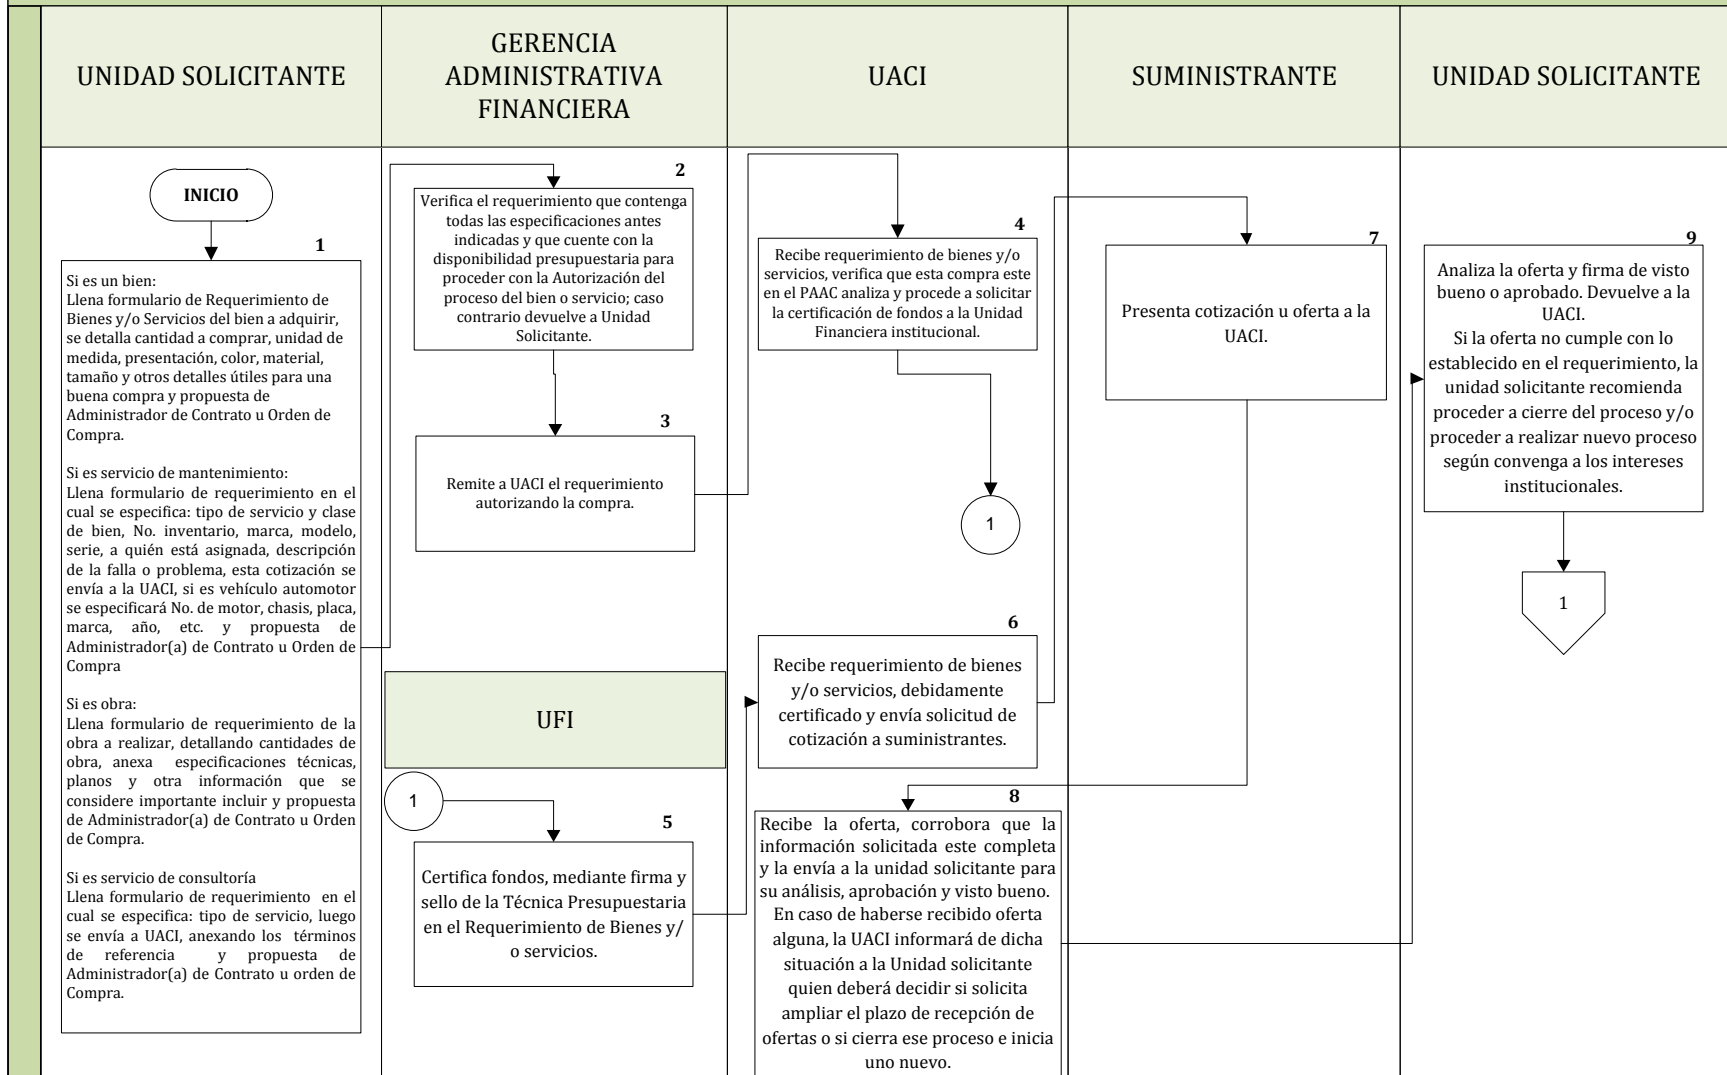 UNIDAD SOLICITANTE
GERENCIA
ADMINISTRATIVA
FINANCIERA
UACI
SUMINISTRANTE
UNIDAD SOLICITANTE
INICIO
1
Si es un bien:
Llena formulario de Requerimiento de
Bienes y/o Servicios del bien a adquirir,
se detalla cantidad a comprar, unidad de
medida, presentación, color, material,
tamaño y otros detalles útiles para una
buena compra y propuesta de
Administrador de Contrato u Orden de
Compra.
Si es servicio de mantenimiento:
Llena formulario de requerimiento en el
cual se especifica: tipo de servicio y clase
de bien, No. inventario, marca, modelo,
serie, a quién está asignada, descripción
de la falla o problema, esta cotización se
envía a la UACI, si es vehículo automotor
se especificará No. de motor, chasis, placa,
marca, año, etc. y propuesta de
Administrador(a) de Contrato u Orden de
Compra
Si es obra:
Llena formulario de requerimiento de la
obra a realizar, detallando cantidades de
obra, anexa especificaciones técnicas,
planos y otra información que se
considere importante incluir y propuesta
de Administrador(a) de Contrato u Orden
de Compra.
Si es servicio de consultoría
Llena formulario de requerimiento en el
cual se especifica: tipo de servicio, luego
se envía a UACI, anexando los términos
de referencia y propuesta de
Administrador(a) de Contrato u orden de
Compra.
2
Verifica el requerimiento que contenga
todas las especificaciones antes
indicadas y que cuente con la
disponibilidad presupuestaria para
proceder con la Autorización del
proceso del bien o servicio; caso
contrario devuelve a Unidad
Solicitante.
3
Remite a UACI el requerimiento
autorizando la compra.
UFI
1
5
Certifica fondos, mediante firma y
sello de la Técnica Presupuestaria
en el Requerimiento de Bienes y/
o servicios.
4
Recibe requerimiento de bienes y/o
servicios, verifica que esta compra este
en el PAAC analiza y procede a solicitar
la certificación de fondos a la Unidad
Financiera institucional.
1
6
Recibe requerimiento de bienes
y/o servicios, debidamente
certificado y envía solicitud de
cotización a suministrantes.
8
Recibe la oferta, corrobora que la
información solicitada este completa
y la envía a la unidad solicitante para
su análisis, aprobación y visto bueno.
En caso de haberse recibido oferta
alguna, la UACI informará de dicha
situación a la Unidad solicitante
quien deberá decidir si solicita
ampliar el plazo de recepción de
ofertas o si cierra ese proceso e inicia
uno nuevo.
7
Presenta cotización u oferta a la
UACI.
9
Analiza la oferta y firma de visto
bueno o aprobado. Devuelve a la
UACI.
Si la oferta no cumple con lo
establecido en el requerimiento, la
unidad solicitante recomienda
proceder a cierre del proceso y/o
proceder a realizar nuevo proceso
según convenga a los intereses
institucionales.
1